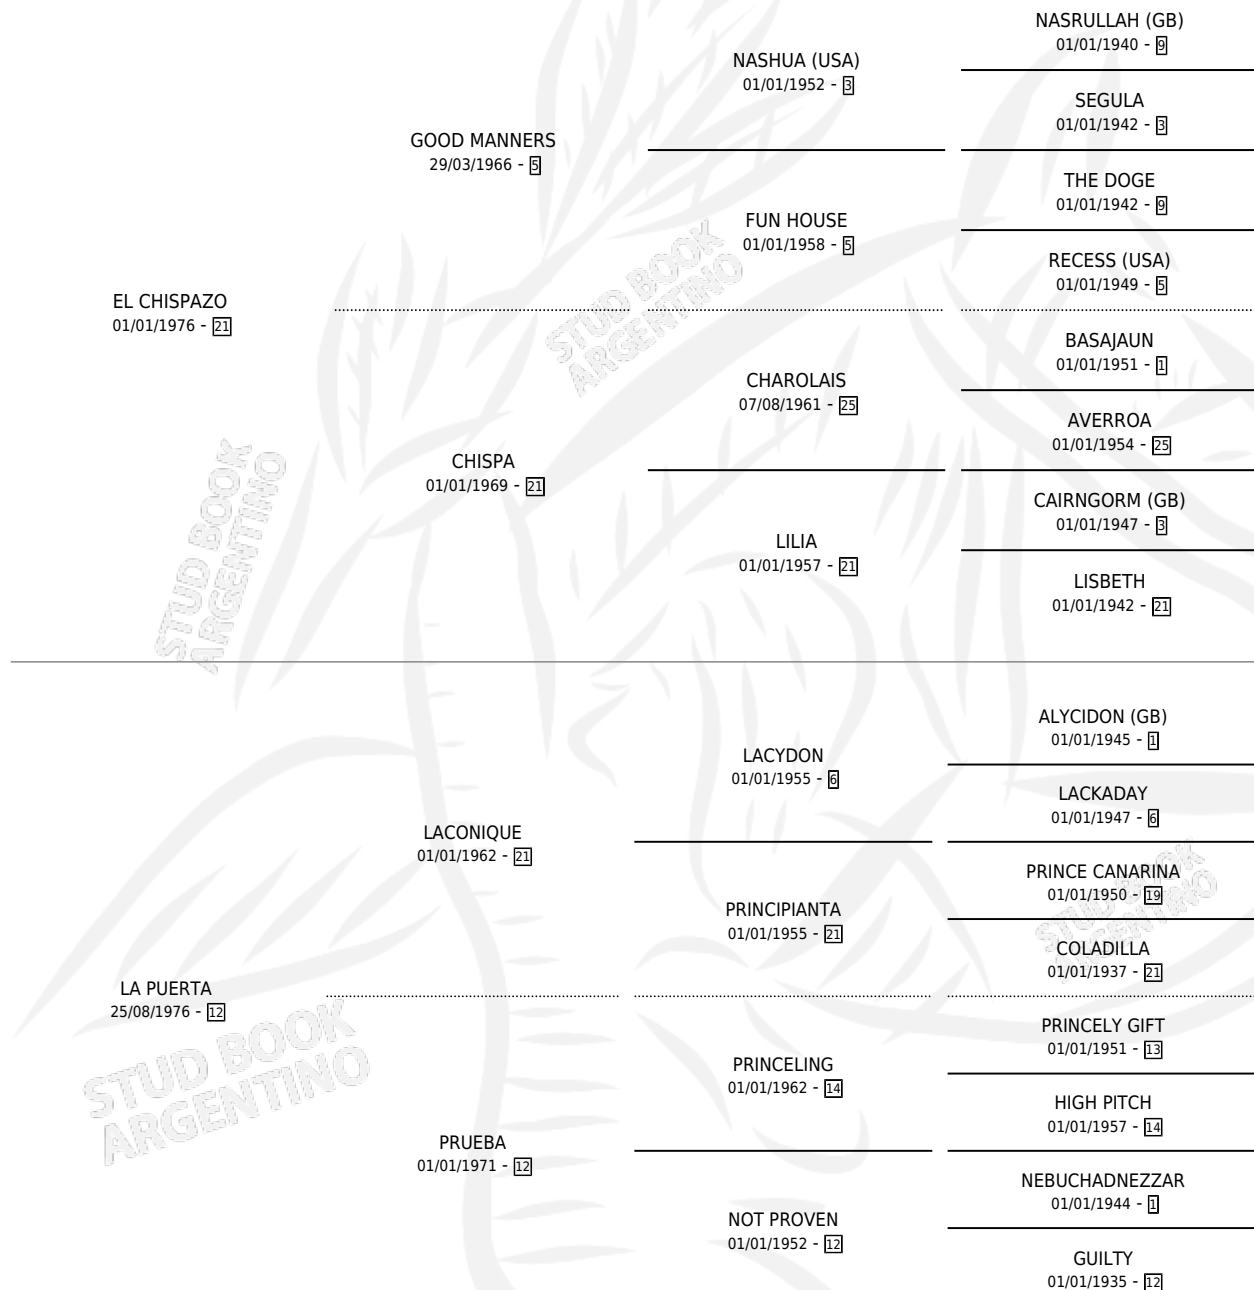 NASRULLAH (GB)
01/01/1940 - 9
NASHUA (USA)
01/01/1952 - 3
SEGULA
01/01/1942 - 3
GOOD MANNERS
29/03/1966 - 5
THE DOGE
01/01/1942 - 9
FUN HOUSE
01/01/1958 - 5
RECESS (USA)
01/01/1949 - 5
EL CHISPAZO
01/01/1976 - 21
BASAJAUN
01/01/1951 - 1
CHAROLAIS
07/08/1961 - 25
AVERROA
01/01/1954 - 25
CHISPA
01/01/1969 - 21
CAIRNGORM (GB)
01/01/1947 - 3
LILIA
01/01/1957 - 21
LISBETH
01/01/1942 - 21
ALYCIDON (GB)
01/01/1945 - 1
LACYDON
01/01/1955 - 6
LACKADAY
01/01/1947 - 6
LACONIQUE
01/01/1962 - 21
PRINCE CANARINA
01/01/1950 - 19
PRINCIPIANTA
01/01/1955 - 21
COLADILLA
01/01/1937 - 21
LA PUERTA
25/08/1976 - 12
PRINCELY GIFT
01/01/1951 - 13
PRINCELING
01/01/1962 - 14
HIGH PITCH
01/01/1957 - 14
PRUEBA
01/01/1971 - 12
NEBUCHADNEZZAR
01/01/1944 - 1
NOT PROVEN
01/01/1952 - 12
GUILTY
01/01/1935 - 12
STUD BOOK
ARGENTINO
STUD BOOK
ARGENTINO
STUD BOOK
ARGENTINO
STUD BOOK
ARGENTINO